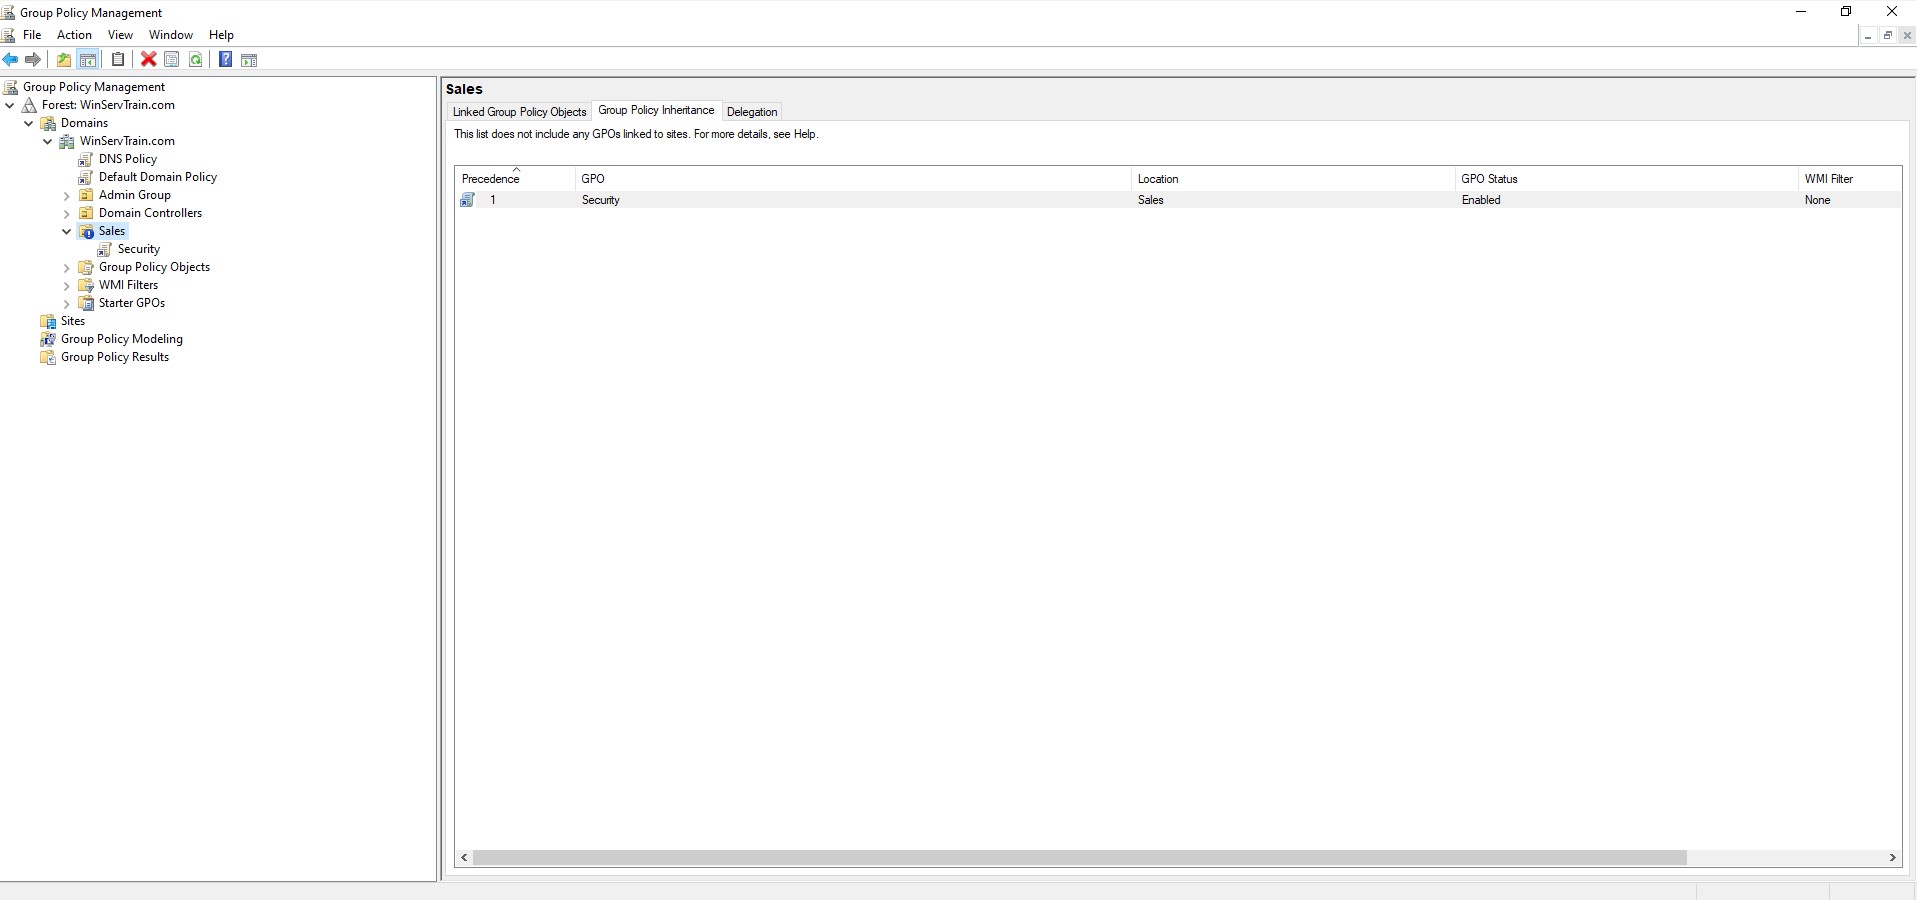 Group Policy Management
File Action View Window Help
Group Policy Management
Forest: WinServTrain.com
Domains
WinServTrain.com
DNS Policy
Default Domain Policy
Admin Group
Domain Controllers
Sales
Security
Group Policy Objects
WMI Filters
Starter GPOs
Sites
Group Policy Modeling
Group Policy Results
Sales
Linked Group Policy Objects Group Policy Inheritance Delegation
This list does not include any GPOs linked to sites. For more details, see Help.
Precedence GPO Location GPO Status WMI Filter
1 Security Sales Enabled None